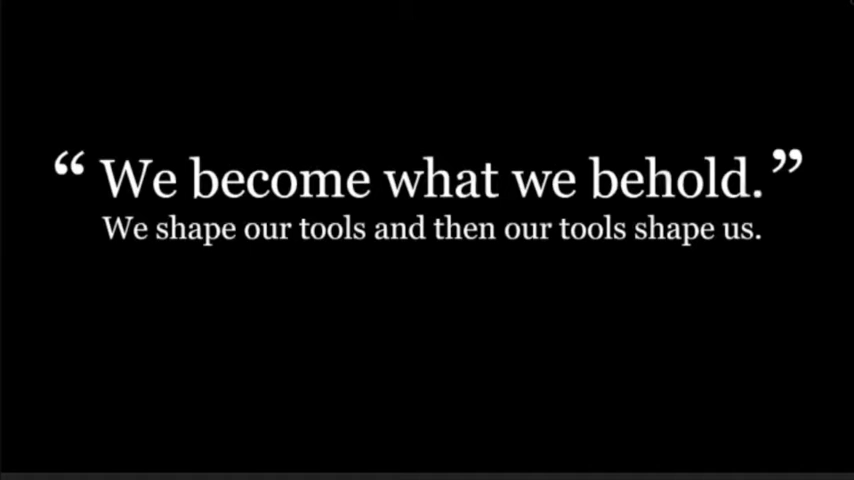 “We become what we behold.”
We shape our tools and then our tools shape us.